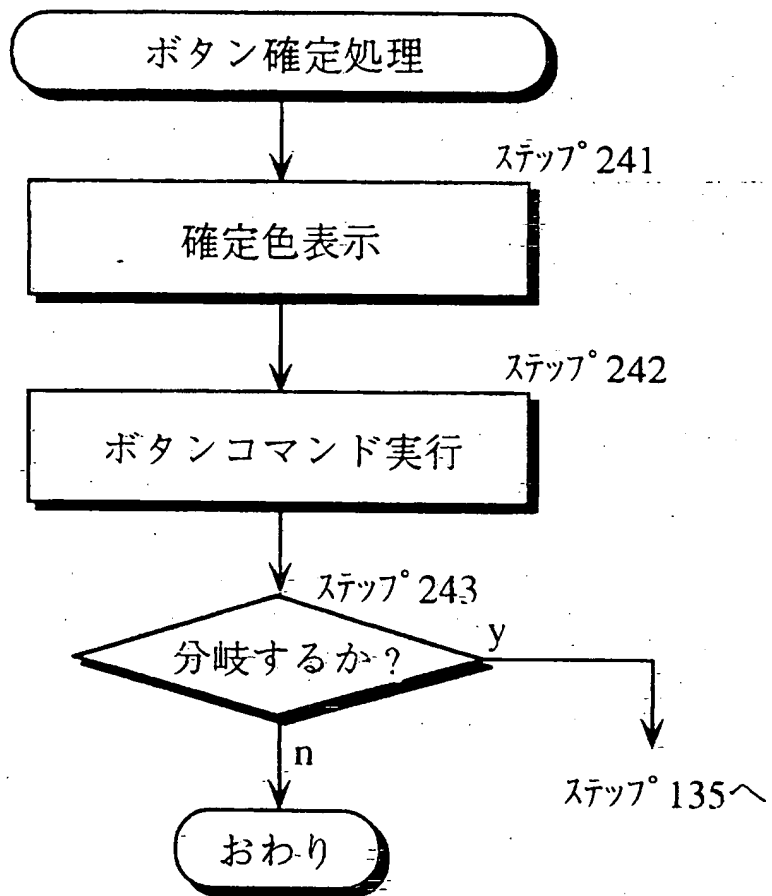 ボタン確定処理
ステップ241
確定色表示
ステップ242
ボタンコマンド実行
ステップ243
分岐するか?
y
n
ステップ135へ
おわり